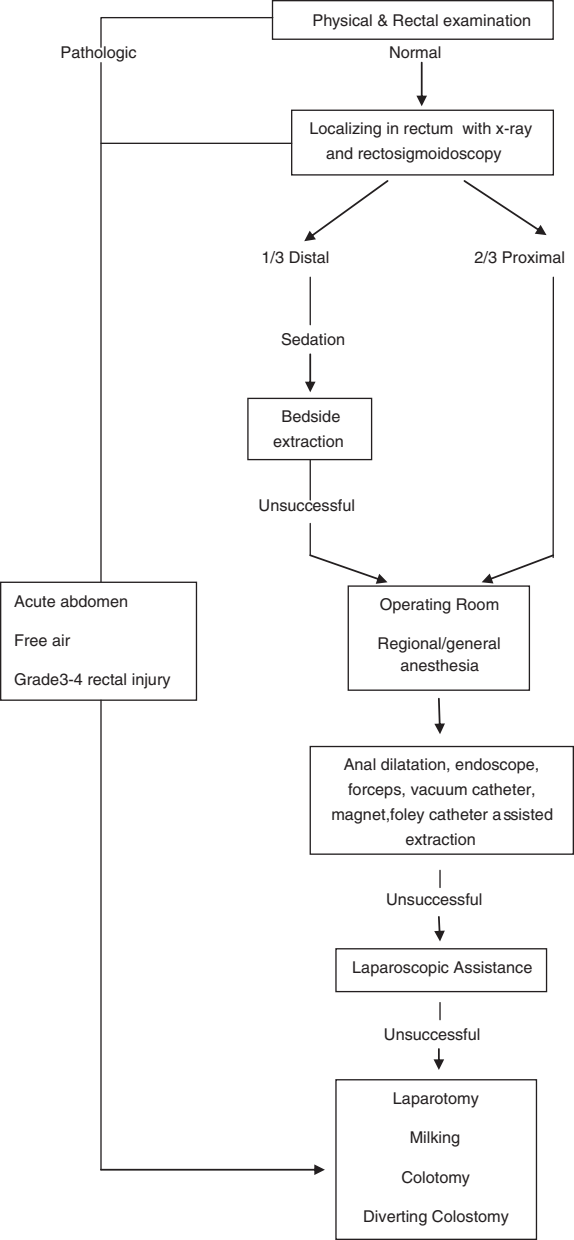 Physical & Rectal examination
Pathologic
Normal
Localizing in rectum with x-ray
and rectosigmoidoscopy
1/3 Distal
2/3 Proximal
Sedation
Bedside
extraction
Unsuccessful
Acute abdomen
Free air
Grade3-4 rectal injury
Operating Room
Regional/general
anesthesia
Anal dilatation, endoscope,
forceps, vacuum catheter,
magnet,foley catheter assisted
extraction
Unsuccessful
Laparoscopic Assistance
Unsuccessful
Laparotomy
Milking
Colotomy
Diverting Colostomy